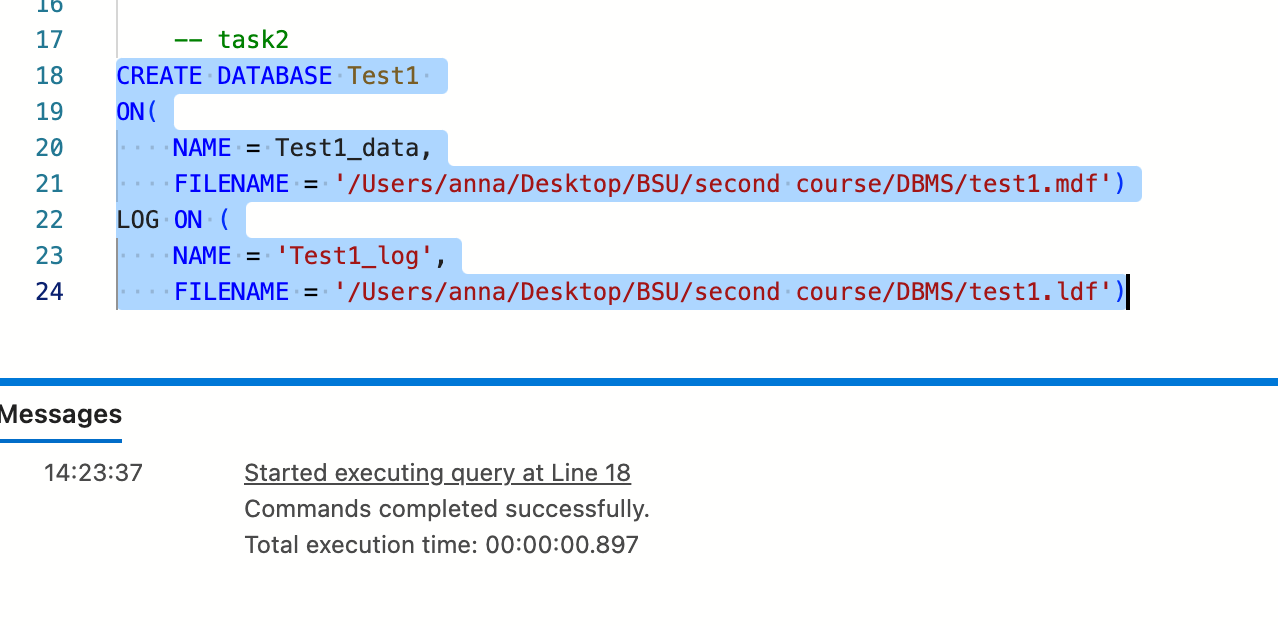 16
17 -- task2
18 CREATE DATABASE Test1
19 ON(
20 NAME = Test1_data,
21 FILENAME = '/Users/anna/Desktop/BSU/second course/DBMS/test1.mdf')
22 LOG ON (
23 NAME = 'Test1_log',
24 FILENAME = '/Users/anna/Desktop/BSU/second course/DBMS/test1.ldf')
Messages
14:23:37 Started executing query at Line 18
Commands completed successfully.
Total execution time: 00:00:00.897